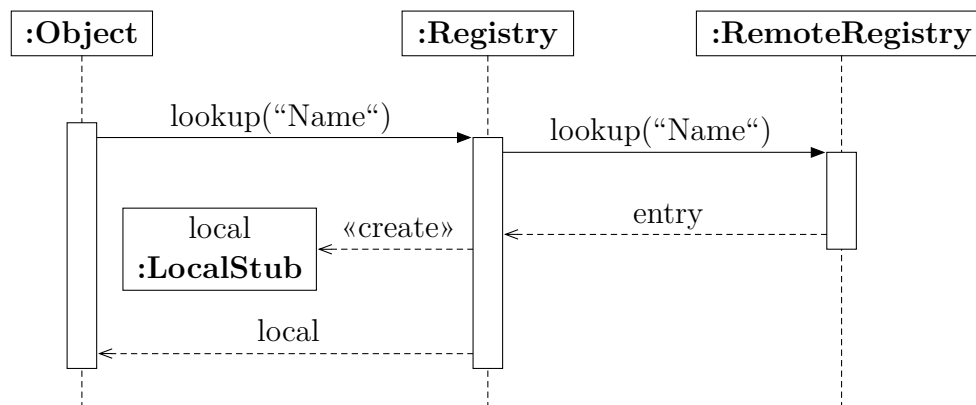 :Object
:Registry
:RemoteRegistry
lookup(“Name“)
lookup(“Name“)
entry
local
:LocalStub
«create»
local